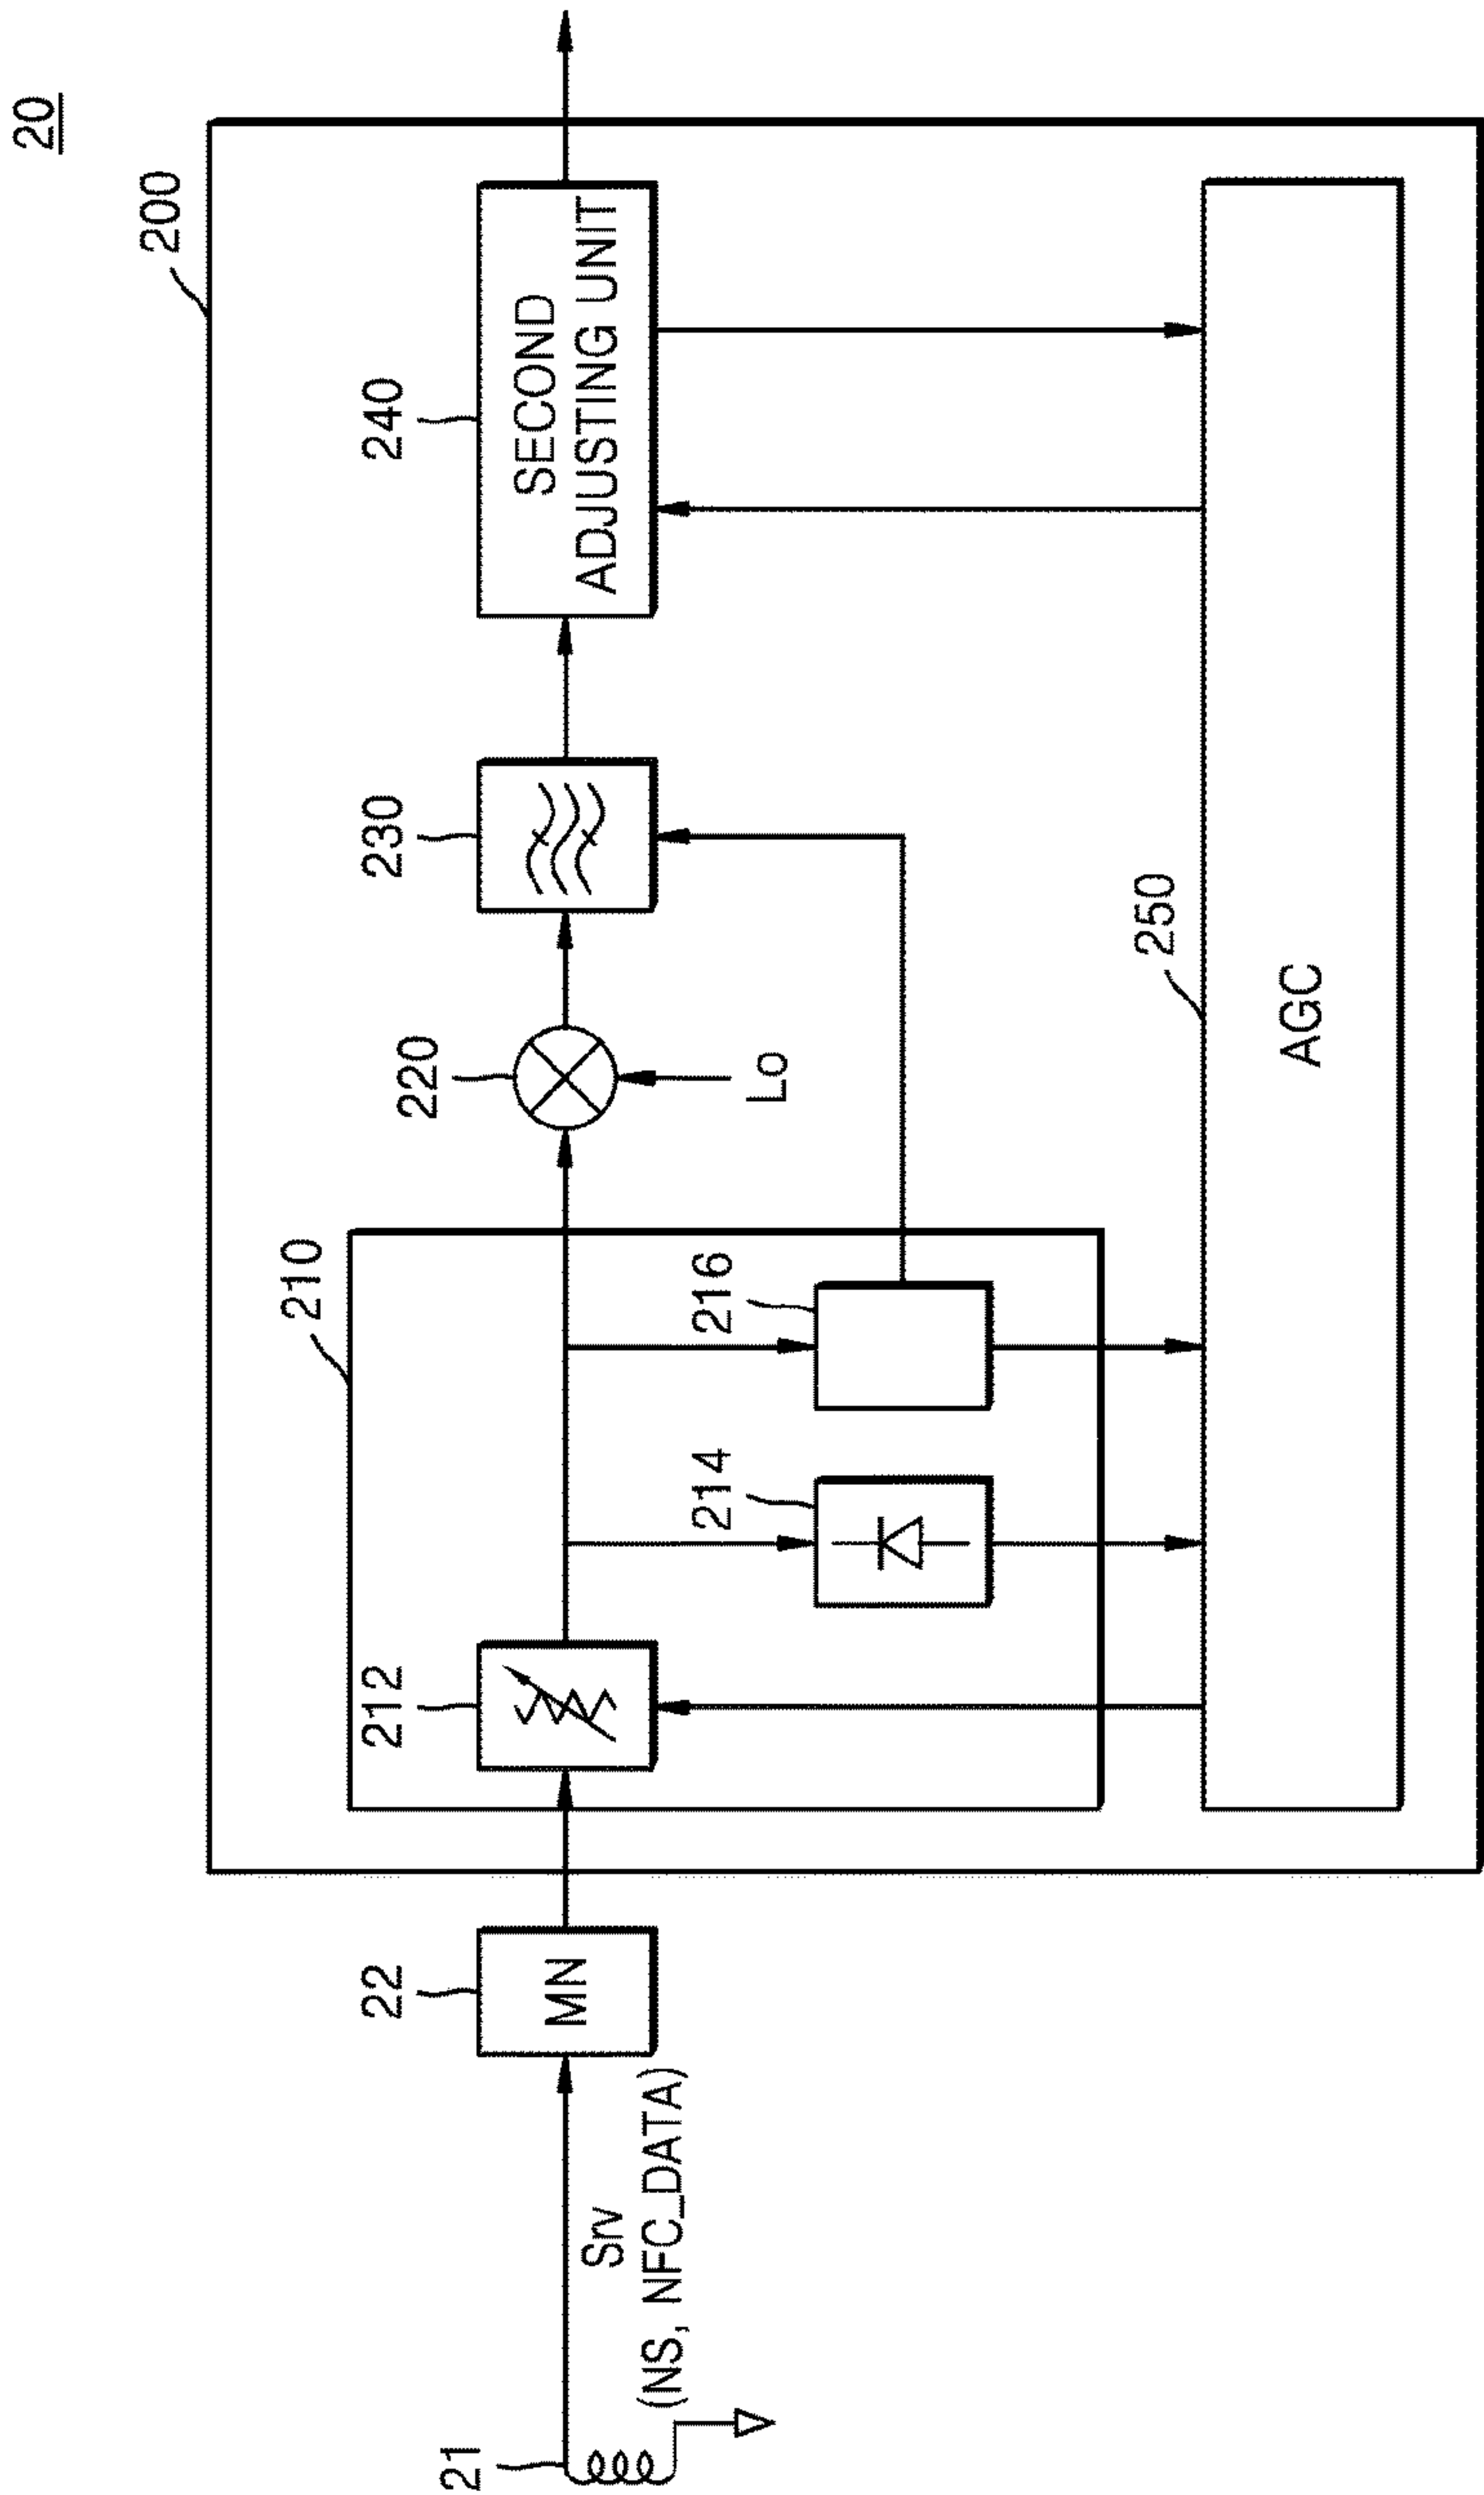 20
200
210
240
230
220
212
22
21
SECOND
ADJUSTING UNIT
MN
Srv
(NS, NFC_DATA)
Lo
214
216
250
AGC